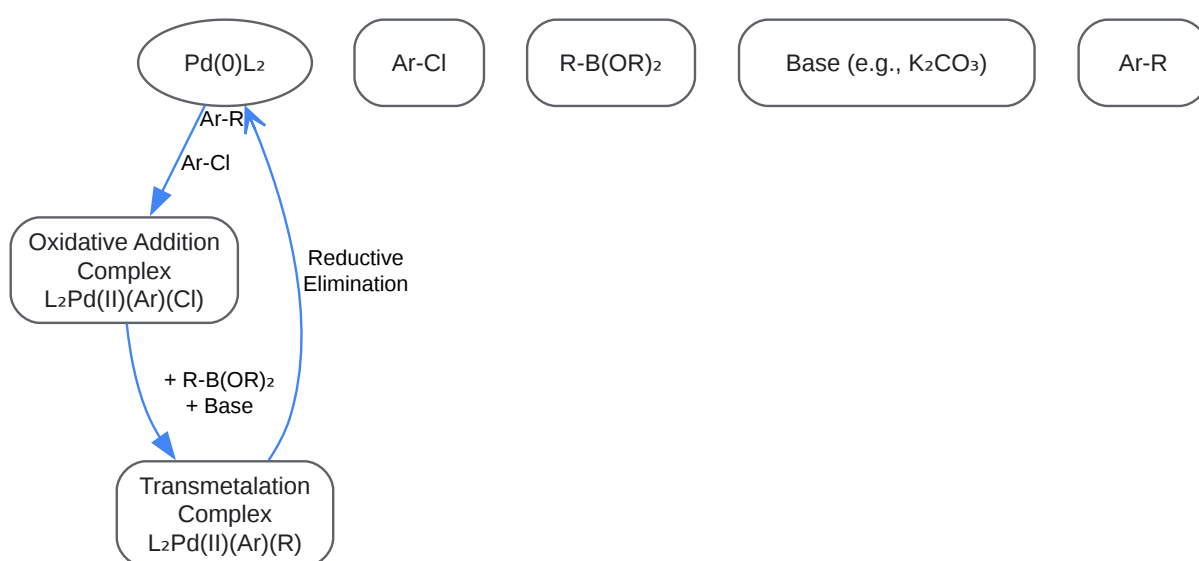 Pd(0)L₂
Ar-Cl
R-B(OR)₂
Base (e.g., K₂CO₃)
Ar-R
Ar-R
Ar-Cl
Oxidative Addition
Complex
L₂Pd(II)(Ar)(Cl)
Reductive
Elimination
+ R-B(OR)₂
+ Base
Transmetalation
Complex
L₂Pd(II)(Ar)(R)